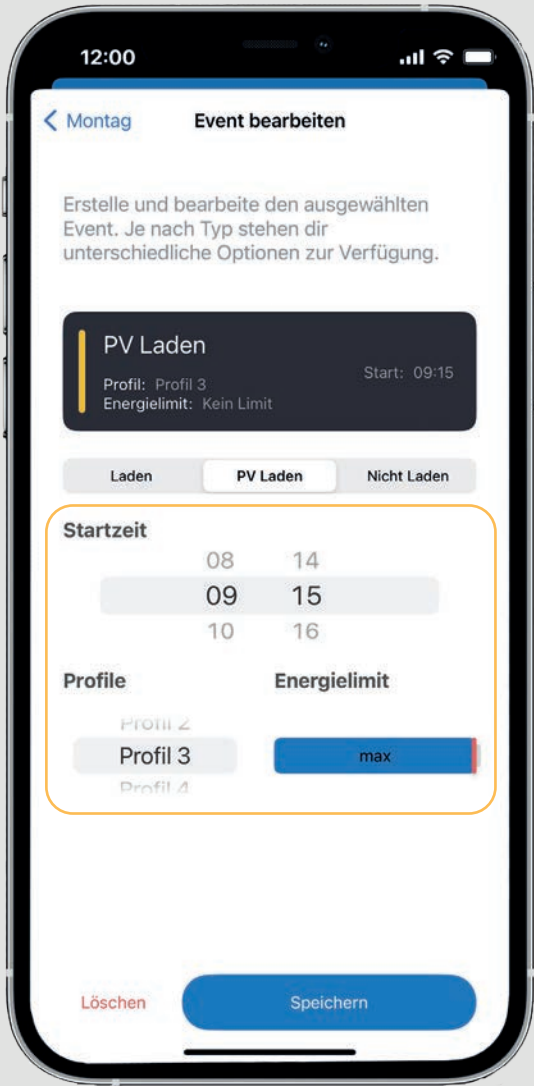 12:00
Montag
Event bearbeiten
Erstelle und bearbeite den ausgewählten
Event. Je nach Typ stehen dir
unterschiedliche Optionen zur Verfügung.
PV Laden
Start: 09:15
Profil: Profil 3
Energielimit: Kein Limit
Laden PV Laden Nicht Laden
Startzeit
08 14
09 15
10 16
Profile Energielimit
Profil 2
Profil 3 max
Profil 4
Löschen Speichern